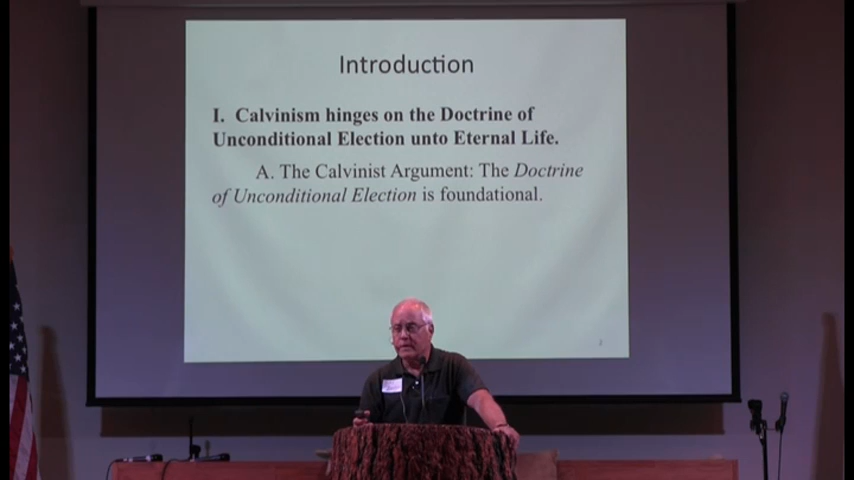 Introduction
I. Calvinism hinges on the Doctrine of
Unconditional Election unto Eternal Life.
A. The Calvinist Argument: The Doctrine
of Unconditional Election is foundational.